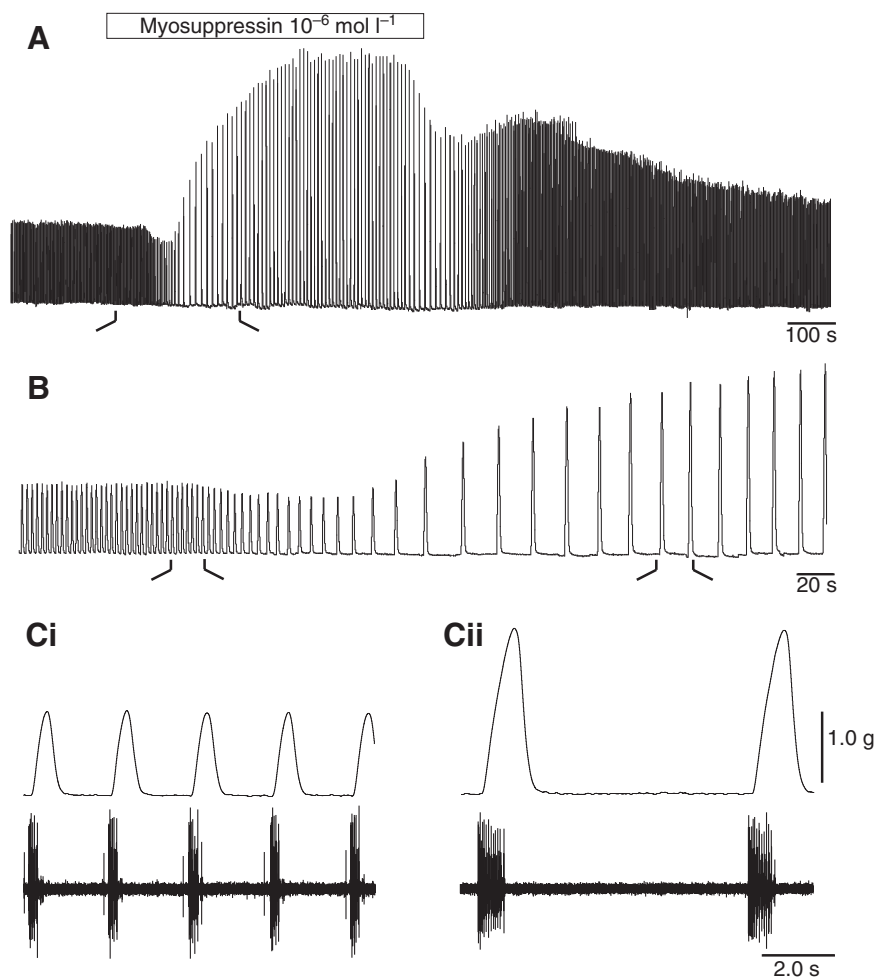 A
Myosuppressin 10⁻⁶ mol l⁻¹
100 s
B
20 s
Ci
Cii
1.0 g
2.0 s